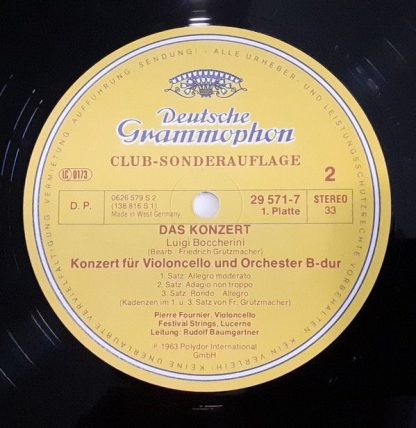 VERMIETUNG · AUFFÜHRUNG · SENDUNG! - ALLE URHEBER- UND LEISTUNGSSCHUTZRECHTE VORBEHALTEN · KEIN VERLEIH! KEINE UNERLAUBTE VERVIELFÄLTIGUNG
Deutsche
Grammophon
CLUB-SONDERAUFLAGE
2
LC 0173
D. P.
0626 579 S 2
(138 816 S 1)
Made in West Germany
29 571-7
1. Platte
STEREO
33
DAS KONZERT
Luigi Boccherini
(Bearb. Friedrich Grützmacher)
Konzert für Violoncello und Orchester B-dur
1. Satz: Allegro moderato
2. Satz: Adagio non troppo
3. Satz: Rondo. Allegro
(Kadenzen im 1. u. 3. Satz von Fr. Grützmacher)
Pierre Fournier, Violoncello
Festival Strings, Lucerne
Leitung: Rudolf Baumgartner
℗ 1963 Polydor International
GmbH